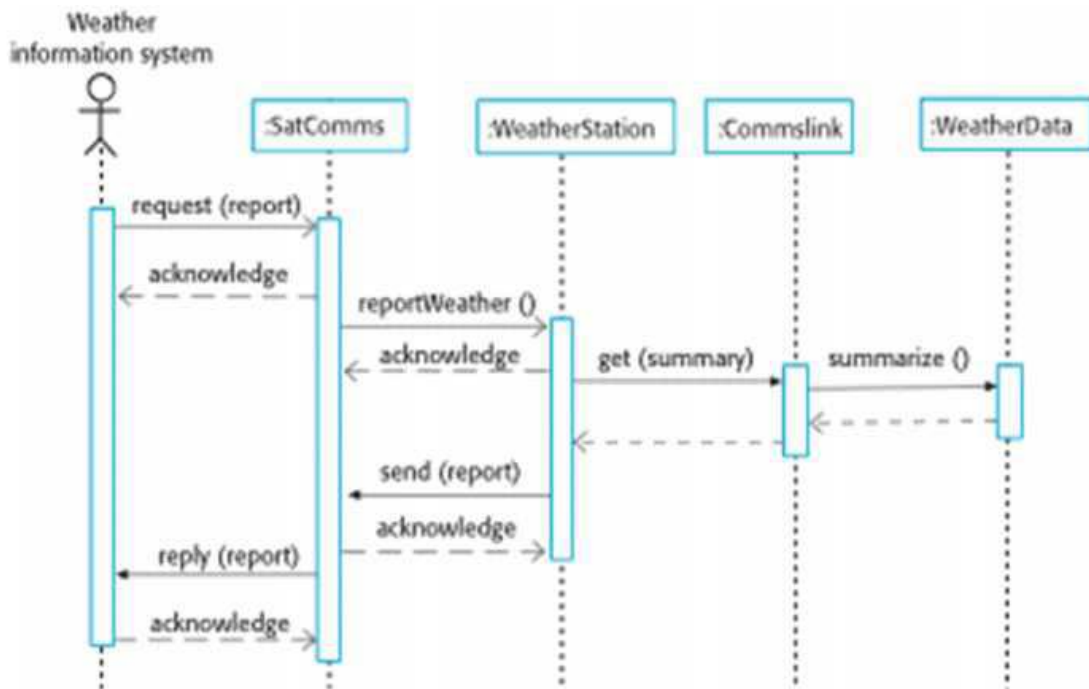 Weather
information system
:SatComms
:WeatherStation
:Commslink
:WeatherData
request (report)
acknowledge
reportWeather ()
acknowledge
get (summary)
summarize ()
send (report)
acknowledge
reply (report)
acknowledge